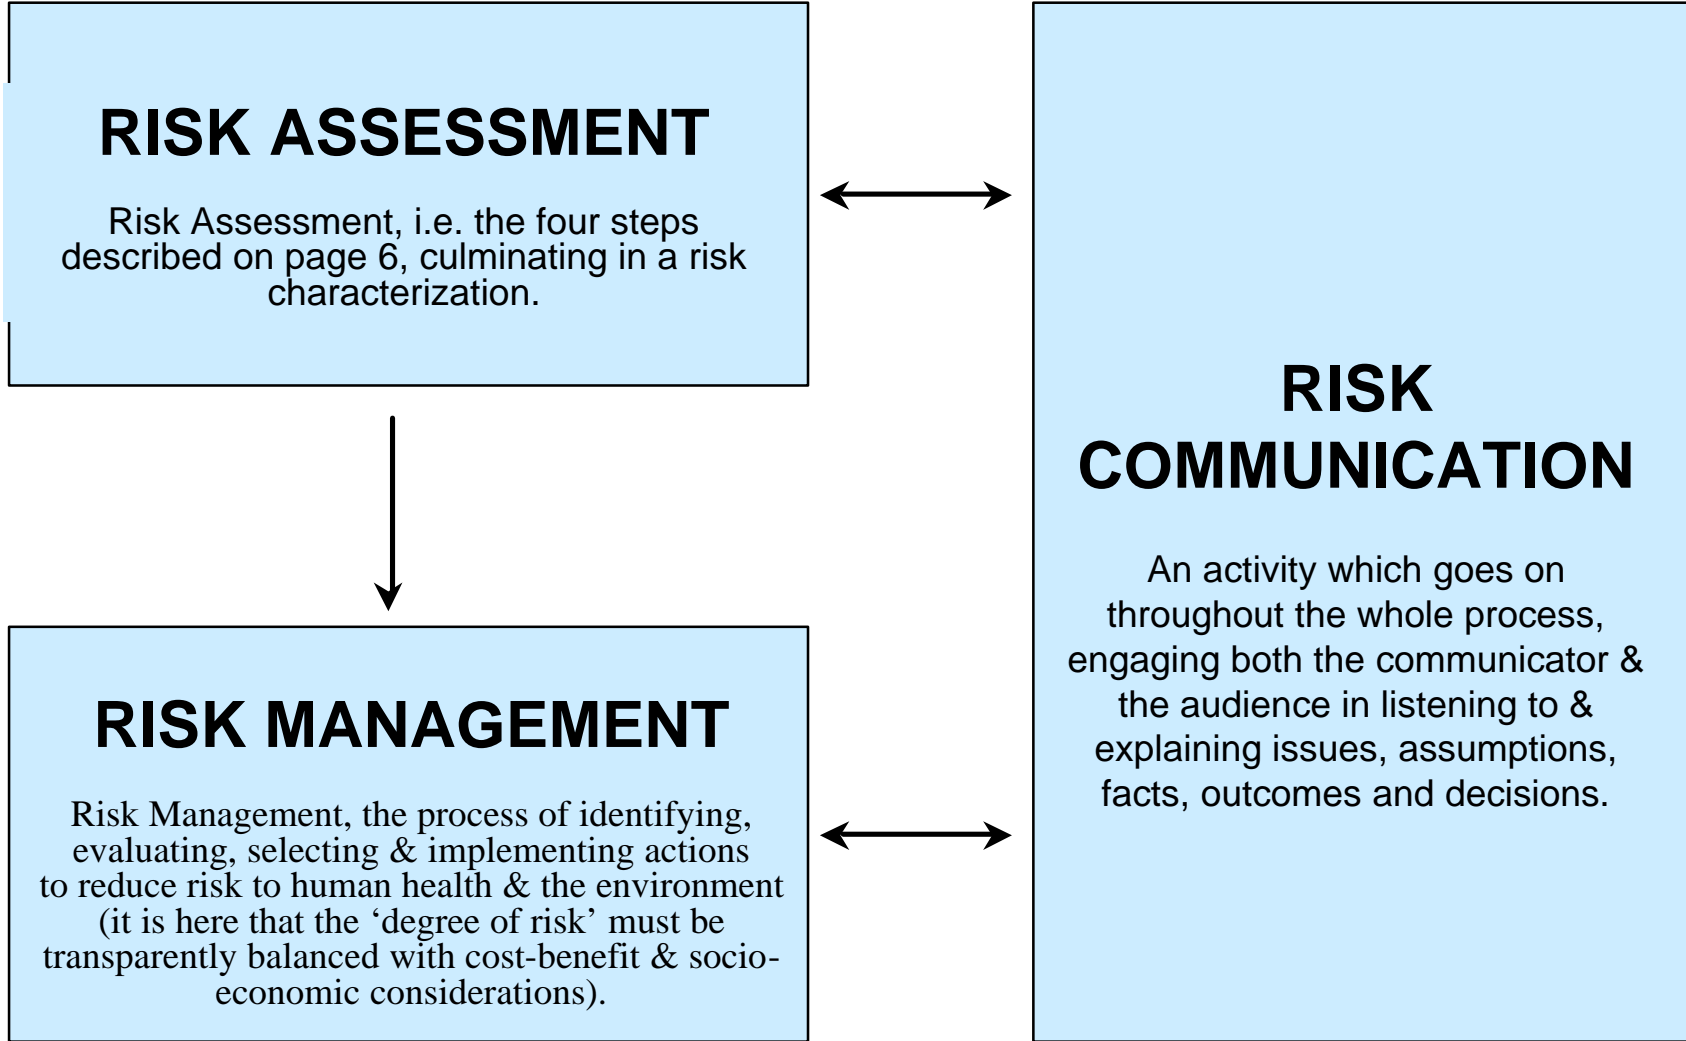 RISK ASSESSMENT
Risk Assessment, i.e. the four steps
described on page 6, culminating in a risk
characterization.
RISK MANAGEMENT
Risk Management, the process of identifying,
evaluating, selecting & implementing actions
to reduce risk to human health & the environment
(it is here that the ‘degree of risk’ must be
transparently balanced with cost-benefit & socio-
economic considerations).
RISK
COMMUNICATION
An activity which goes on
throughout the whole process,
engaging both the communicator &
the audience in listening to &
explaining issues, assumptions,
facts, outcomes and decisions.